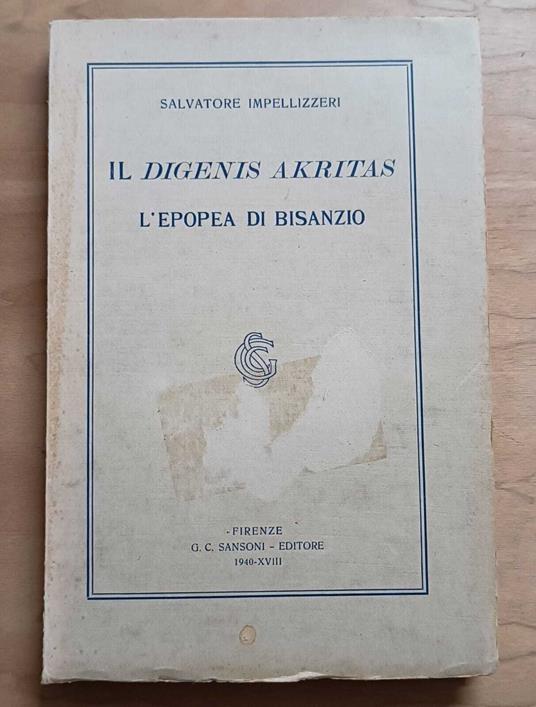 SALVATORE IMPELLIZZERI
IL DIGENIS AKRITAS
L'EPOPEA DI BISANZIO
GCS
FIRENZE
G. C. SANSONI - EDITORE
1940-XVIII